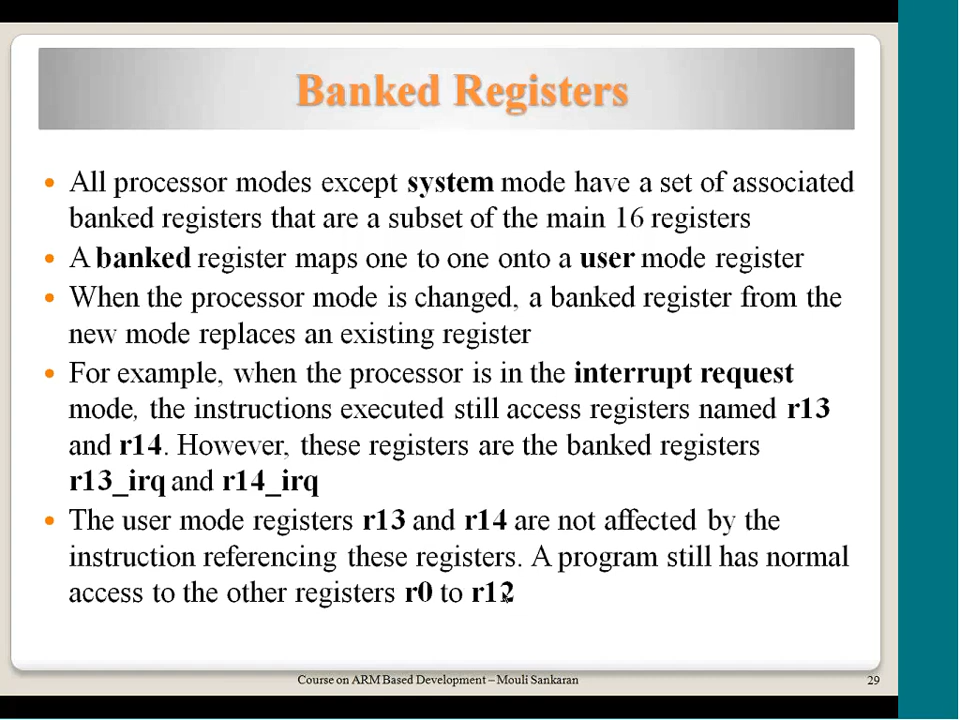 Banked Registers
• All processor modes except system mode have a set of associated
banked registers that are a subset of the main 16 registers
• A banked register maps one to one onto a user mode register
• When the processor mode is changed, a banked register from the
new mode replaces an existing register
• For example, when the processor is in the interrupt request
mode, the instructions executed still access registers named r13
and r14. However, these registers are the banked registers
r13_irq and r14_irq
• The user mode registers r13 and r14 are not affected by the
instruction referencing these registers. A program still has normal
access to the other registers r0 to r12
Course on ARM Based Development – Mouli Sankaran
29